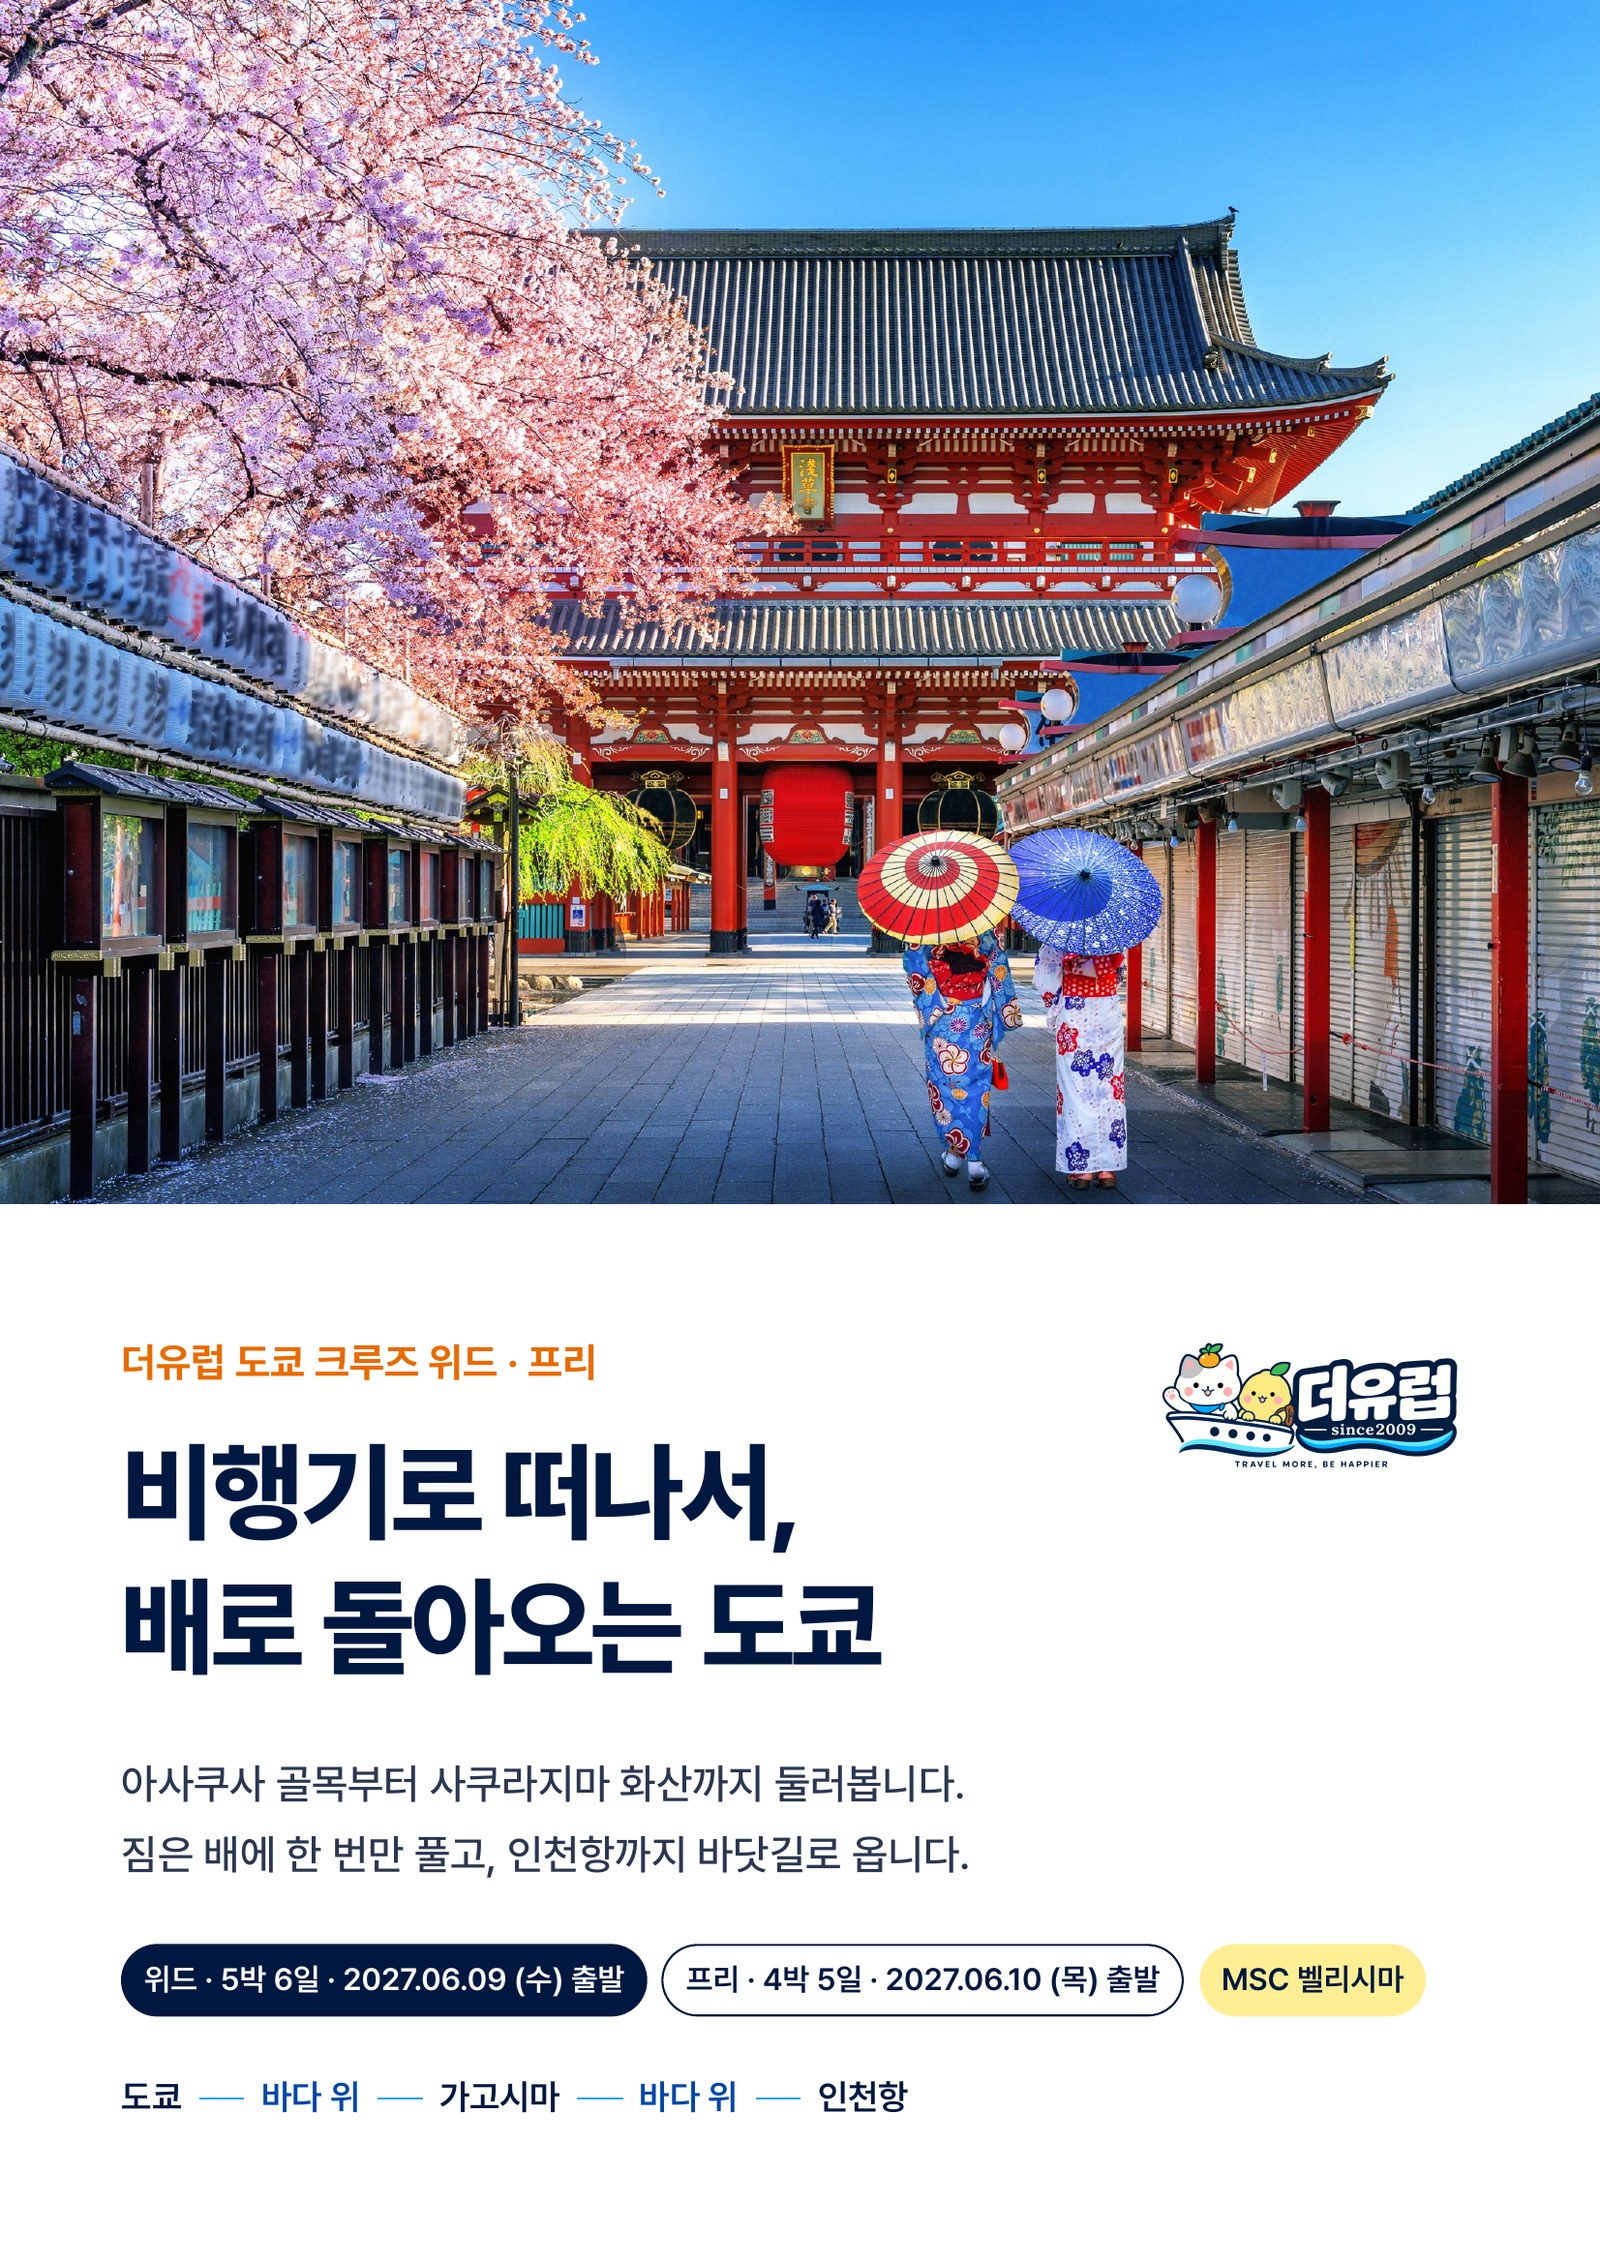 浅草寺
더유럽 도쿄 크루즈 위드 · 프리
더유럽
since2009
TRAVEL MORE, BE HAPPIER
비행기로 떠나서,
배로 돌아오는 도쿄
아사쿠사 골목부터 사쿠라지마 화산까지 둘러봅니다.
짐은 배에 한 번만 풀고, 인천항까지 바닷길로 옵니다.
위드 · 5박 6일 · 2027.06.09 (수) 출발
프리 · 4박 5일 · 2027.06.10 (목) 출발
MSC 벨리시마
도쿄 — 바다 위 — 가고시마 — 바다 위 — 인천항